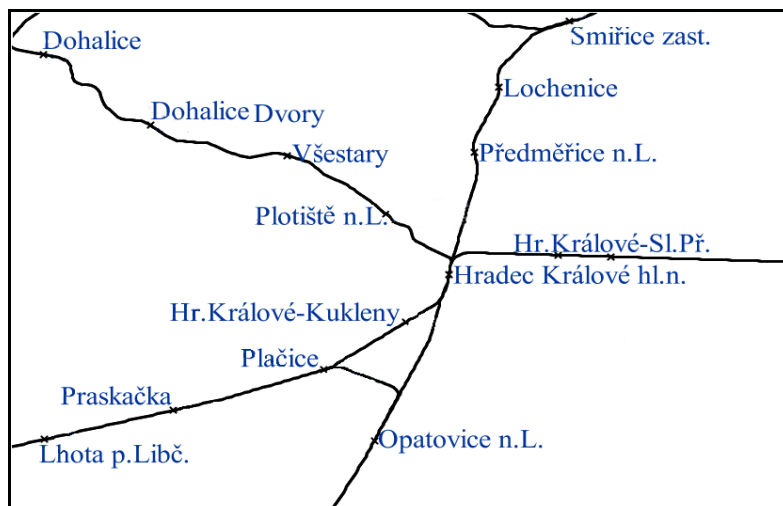 Smiřice zast.
Dohalice
Lochenice
Dohalice Dvory
Všestary
Předměřice n.L.
Plotiště n.L.
Hr.Králové-Sl.Př.
Hradec Králové hl.n.
Hr.Králové-Kukleny
Plačice
Praskačka
Opatovice n.L.
Lhota p.Libč.